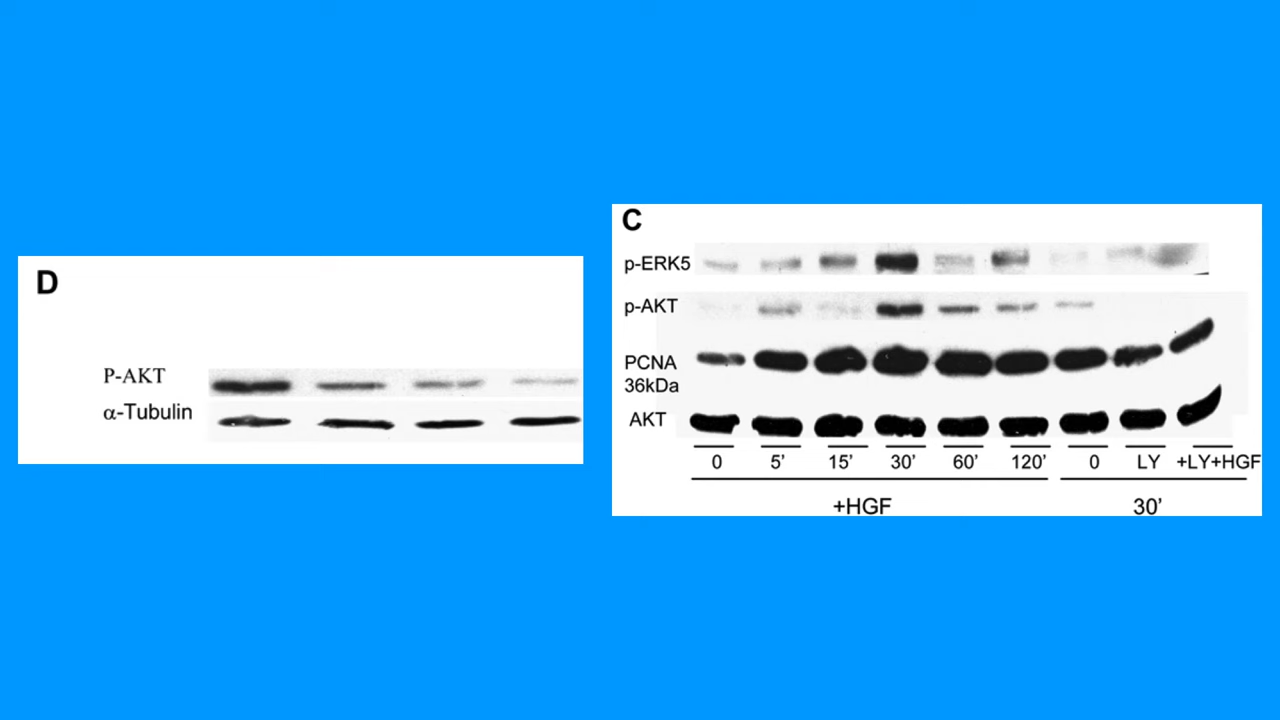 D
P-AKT
α-Tubulin
C
p-ERK5
p-AKT
PCNA
36kDa
AKT
0 5’ 15’ 30’ 60’ 120’ 0 LY +LY+HGF
+HGF 30’